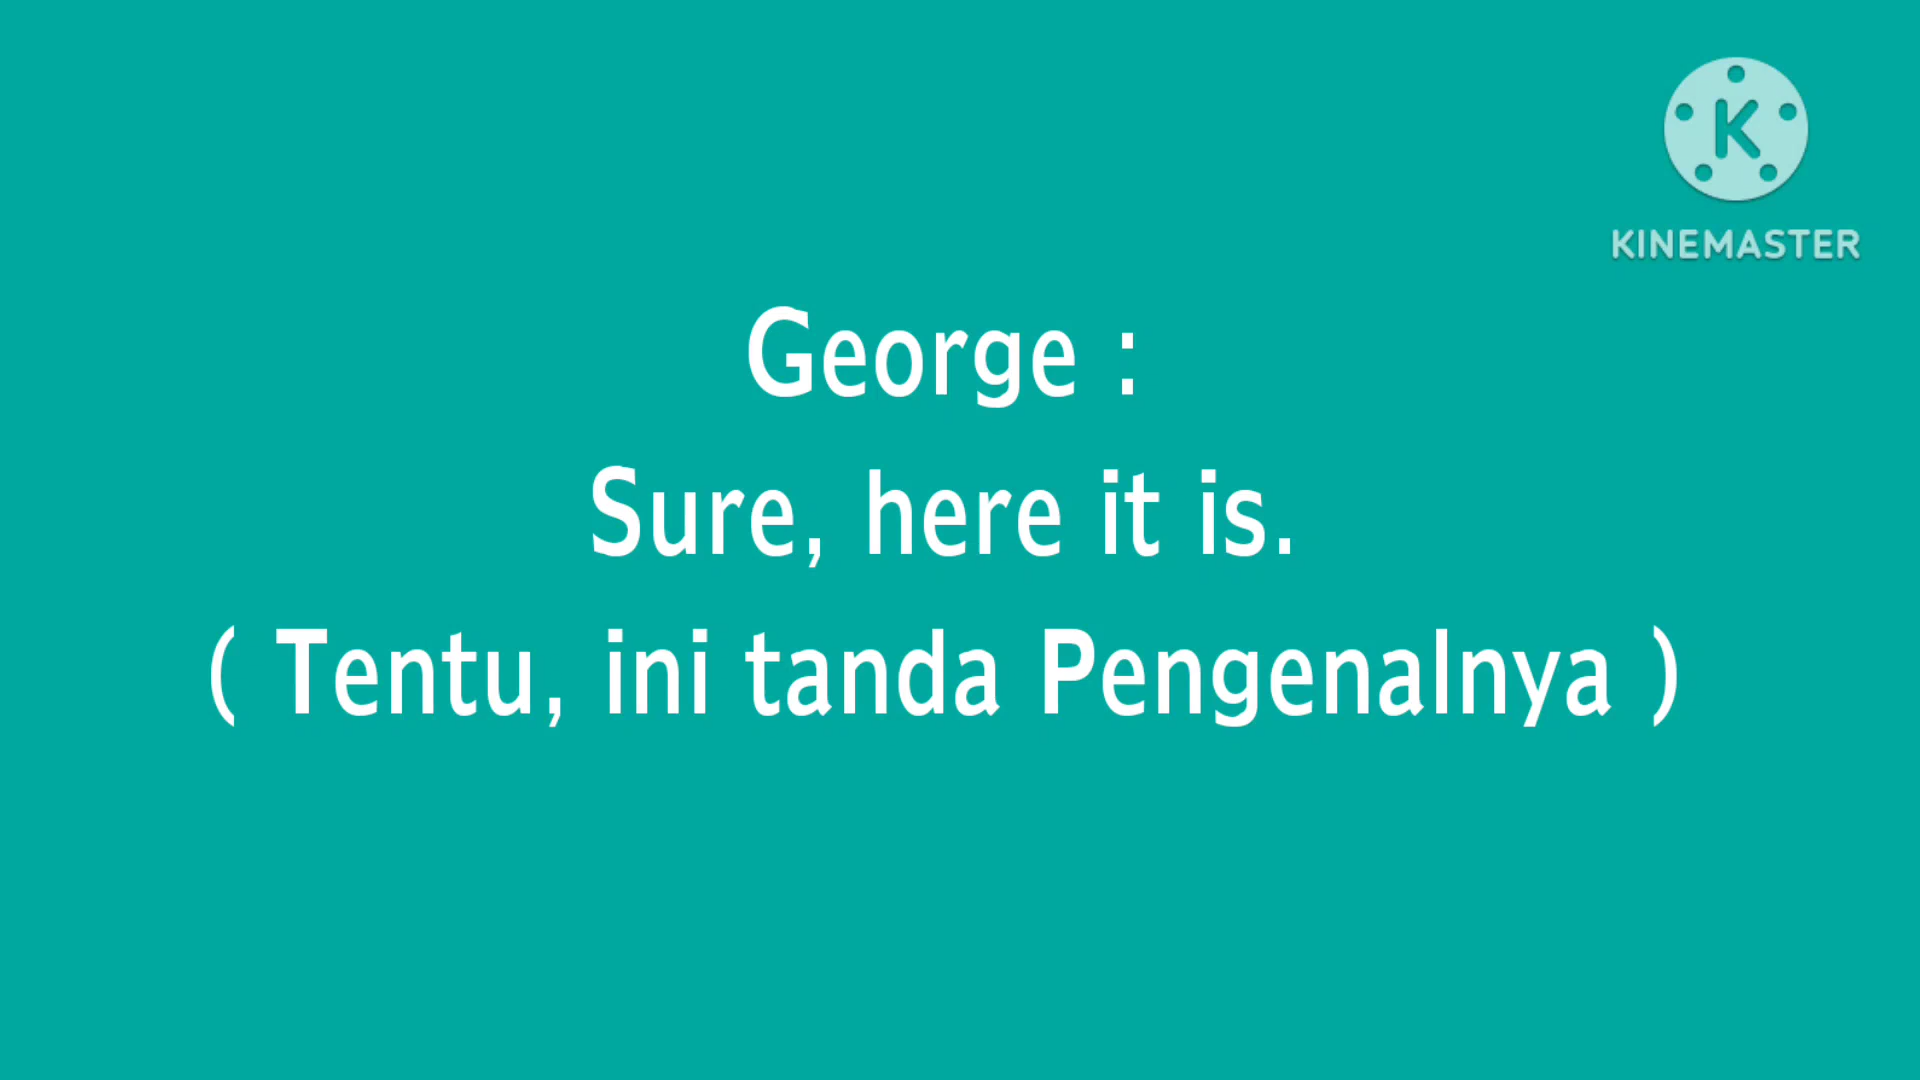 K
KINEMASTER
George :
Sure, here it is.
( Tentu, ini tanda Pengenalnya )